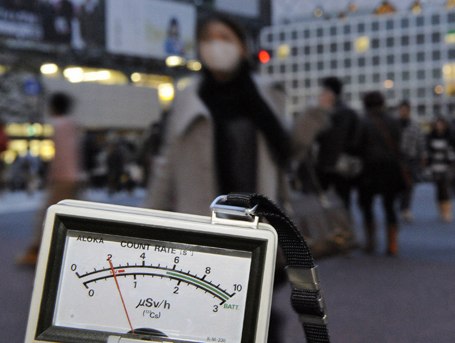 ALOKA COUNT RATE (S⁻¹)
0 2 4 6 8 10
0 1 2 3
BATT.
μSv/h
(¹³⁷Cs)